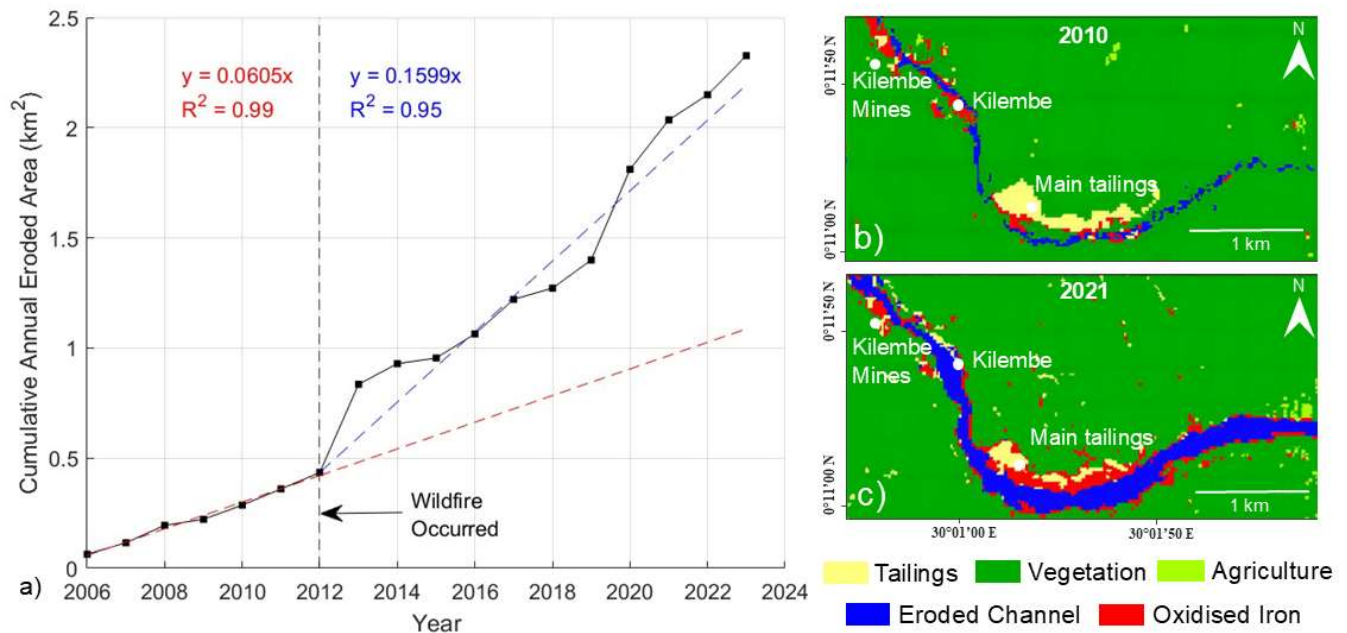 2.5
2
1.5
1
0.5
0
2006
2008
2010
2012
2014
2016
2018
2020
2022
2024
Cumulative Annual Eroded Area (km²)
Year
y = 0.0605x
R² = 0.99
y = 0.1599x
R² = 0.95
Wildfire
Occurred
a)
2010
N
0°11'50 N
0°11'00 N
Kilembe
Mines
Kilembe
Main tailings
b)
1 km
2021
N
0°11'50 N
0°11'00 N
Kilembe
Mines
Kilembe
Main tailings
c)
1 km
30°01'00 E
30°01'50 E
Tailings
Vegetation
Agriculture
Eroded Channel
Oxidised Iron